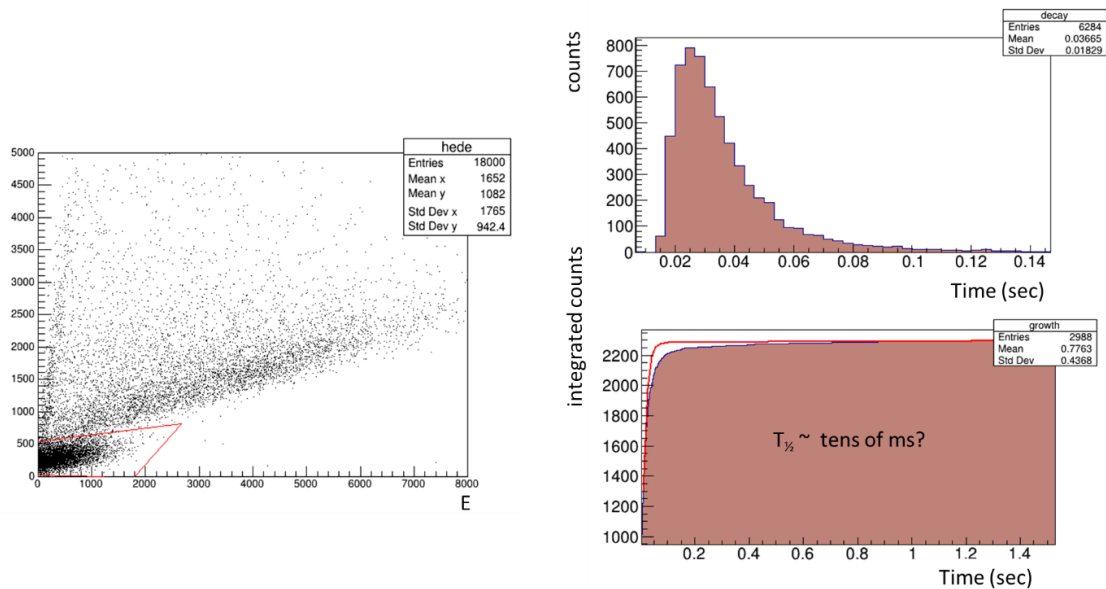 hede
Entries 18000
Mean x 1652
Mean y 1082
Std Dev x 1765
Std Dev y 942.4
5000
4500
4000
3500
3000
2500
2000
1500
1000
500
0
0 1000 2000 3000 4000 5000 6000 7000 8000
E
decay
Entries 6284
Mean 0.03665
Std Dev 0.01829
counts
800
700
600
500
400
300
200
100
0
0.02 0.04 0.06 0.08 0.1 0.12 0.14
Time (sec)
growth
Entries 2988
Mean 0.7763
Std Dev 0.4368
integrated counts
2200
2000
1800
1600
1400
1200
1000
T½ ~ tens of ms?
0.2 0.4 0.6 0.8 1 1.2 1.4
Time (sec)